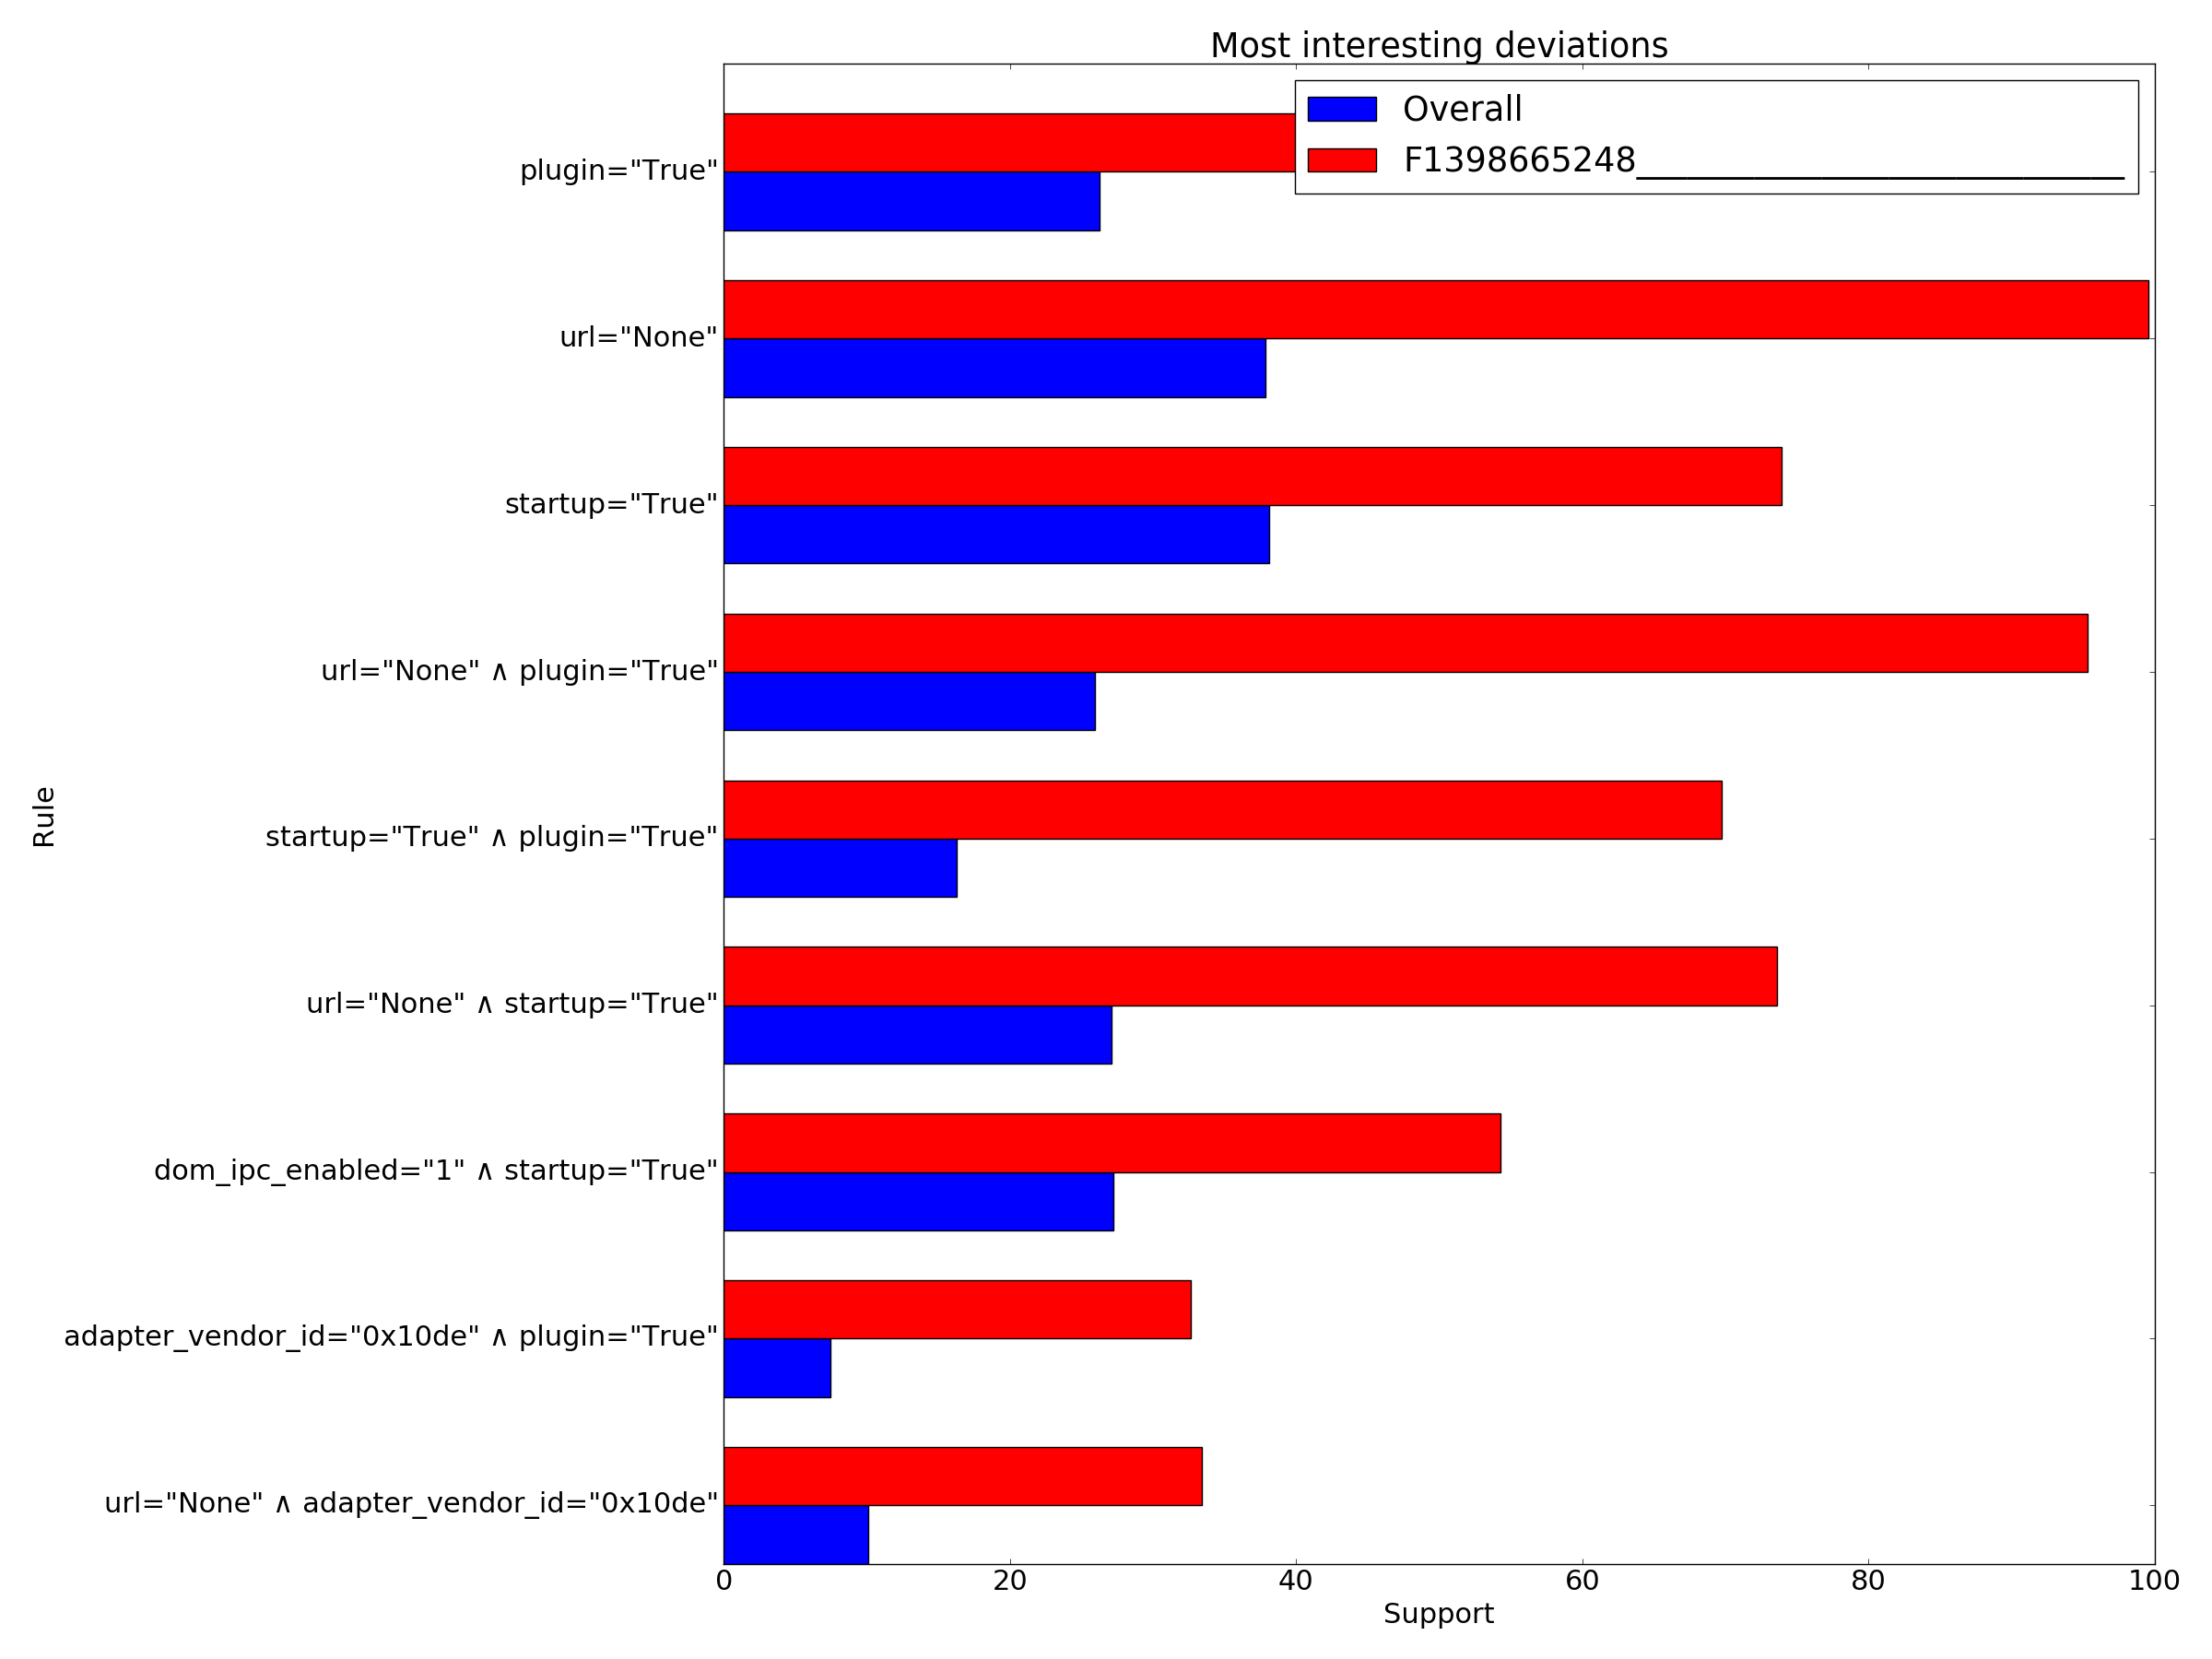 Most interesting deviations
Overall
F1398665248_____________________________
plugin="True"
url="None"
startup="True"
url="None" ∧ plugin="True"
startup="True" ∧ plugin="True"
url="None" ∧ startup="True"
dom_ipc_enabled="1" ∧ startup="True"
adapter_vendor_id="0x10de" ∧ plugin="True"
url="None" ∧ adapter_vendor_id="0x10de"
Rule
0 20 40 60 80 100
Support